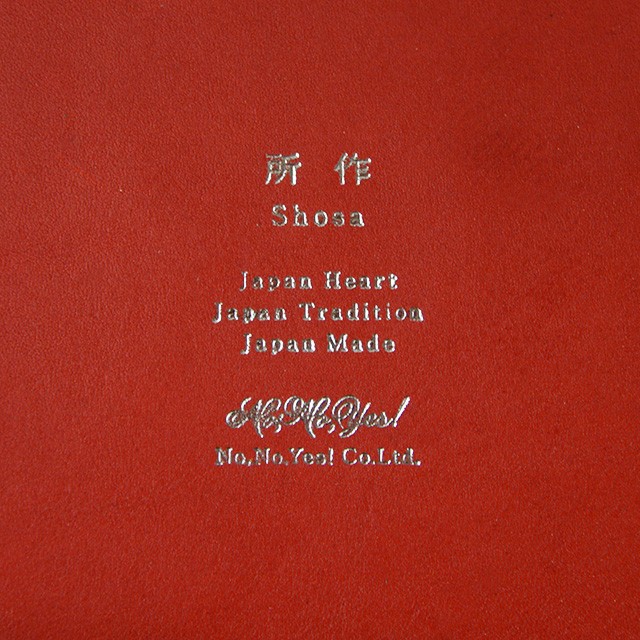 所作
Shosa
Japan Heart
Japan Tradition
Japan Made
No,No,Yes!
No,No,Yes! Co.Ltd.